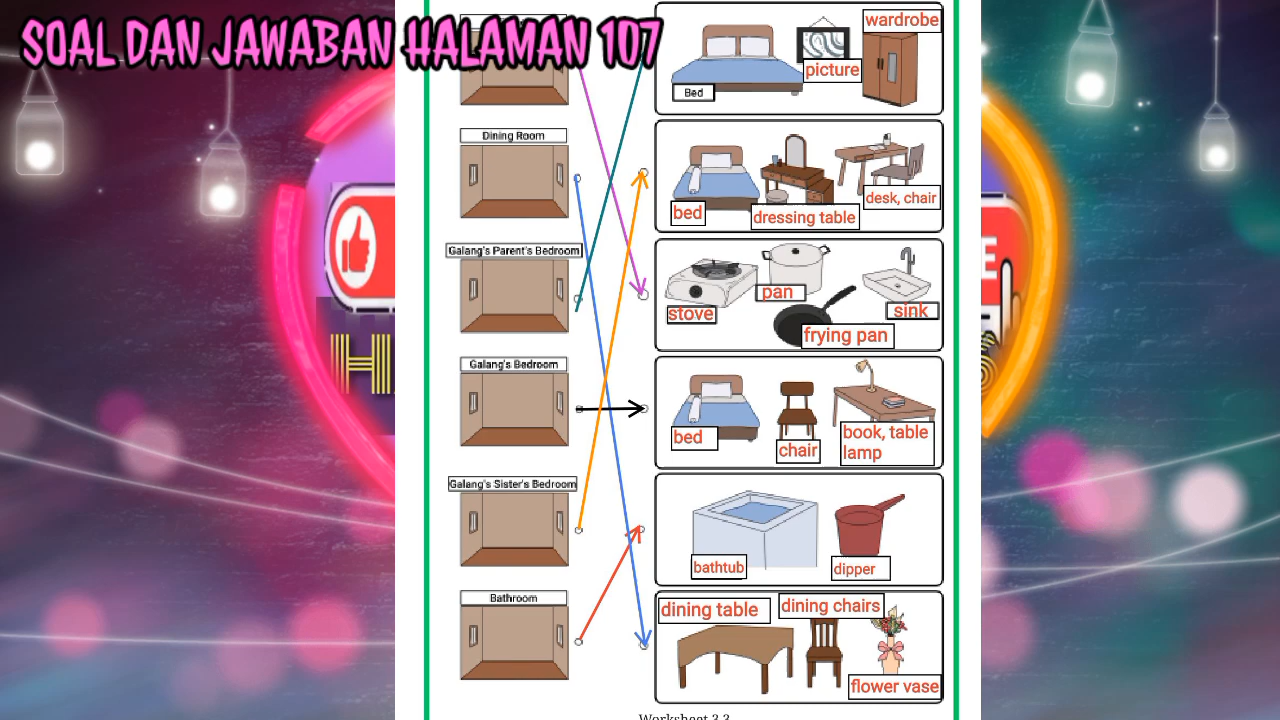 SOAL DAN JAWABAN HALAMAN 107
Dining Room
Galang's Parent's Bedroom
Galang's Bedroom
Galang's Sister's Bedroom
Bathroom
wardrobe
picture
Bed
bed
dressing table
desk, chair
stove
pan
frying pan
sink
bed
chair
book, table
lamp
bathtub
dipper
dining table
dining chairs
flower vase